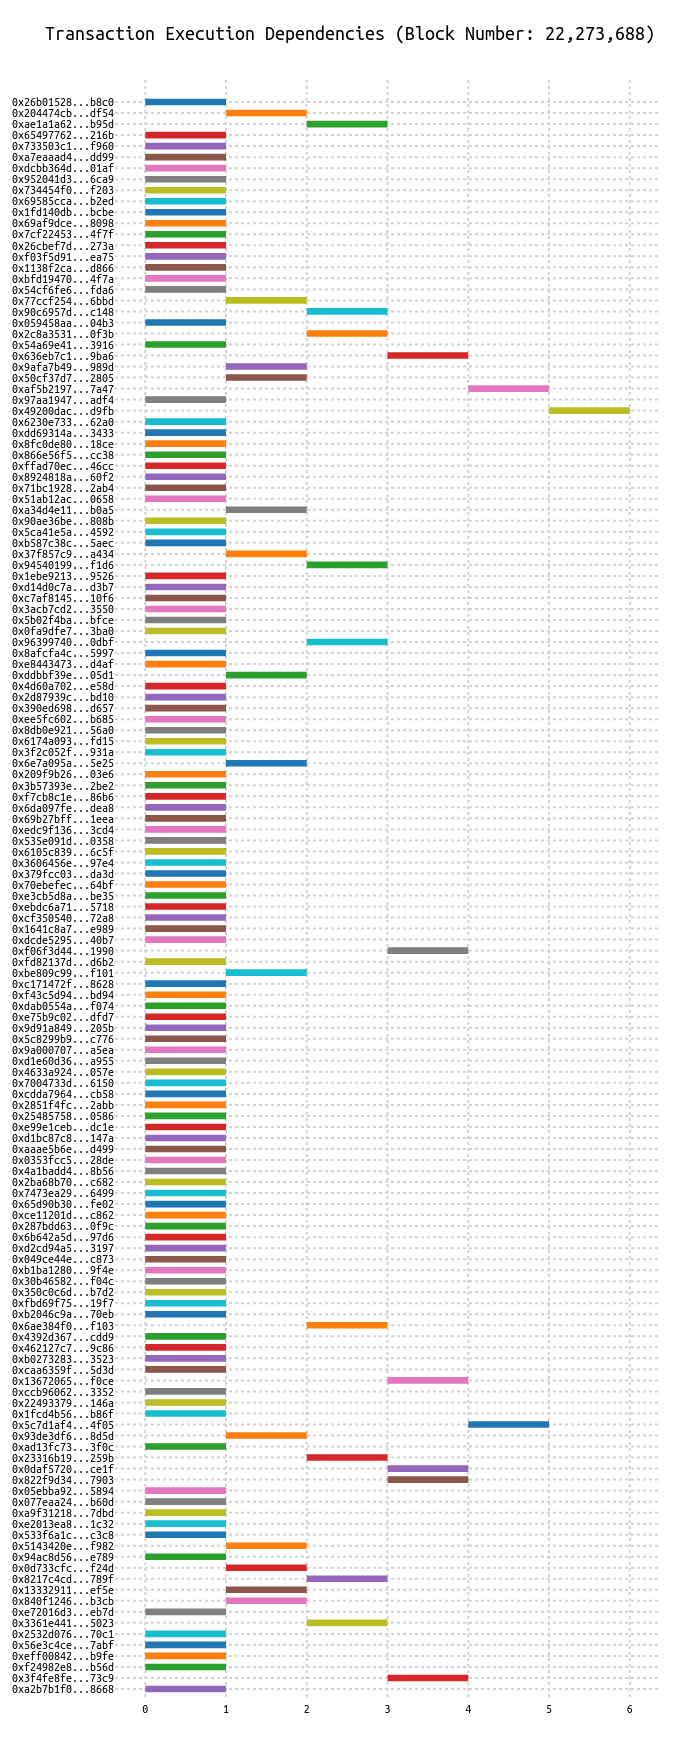 Transaction Execution Dependencies (Block Number: 22,273,688)
0x26b01528...b8c0
0x204474cb...df54
0xae1a1a62...b95d
0x65497762...216b
0x733503c1...f960
0xa7eaaad4...dd99
0xdcbb364d...01af
0x952041d3...6ca9
0x734454f0...f203
0x69585cca...b2ed
0x1fd140db...bcbe
0x69af9dce...8098
0x7cf22453...4f7f
0x26cbef7d...273a
0xf03f5d91...ea75
0x1138f2ca...d866
0xbfd19470...4f7a
0x54cf6fe6...fda6
0x77ccf254...6bbd
0x90c6957d...c148
0x059458aa...04b3
0x2c8a3531...0f3b
0x54a69e41...3916
0x636eb7c1...9ba6
0x9afa7b49...989d
0x50cf37d7...2805
0xaf5b2197...7a47
0x97aa1947...adf4
0x49200dac...d9fb
0x6230e733...62a0
0xdd69314a...3433
0x8fc0de80...18ce
0x866e56f5...cc38
0xffad70ec...46cc
0x8924818a...60f2
0x71bc1928...2ab4
0x51ab12ac...0658
0xa34d4e11...b0a5
0x90ae36be...808b
0x5ca41e5a...4592
0xb587c38c...5aec
0x37f857c9...a434
0x94540199...f1d6
0x1ebe9213...9526
0xd14d0c7a...d3b7
0xc7af8145...10f6
0x3acb7cd2...3550
0x5b02f4ba...bfce
0x0fa9dfe7...3ba0
0x96399740...0dbf
0x8afcfa4c...5997
0xe8443473...d4af
0xddbbf39e...05d1
0x4d60a702...e58d
0x2d87939c...bd10
0x390ed698...d657
0xee5fc602...b685
0x8db0e921...56a0
0x6174a093...fd15
0x3f2c052f...931a
0x6e7a095a...5e25
0x209f9b26...03e6
0x3b57393e...2be2
0xf7cb8c1e...86b6
0x6da097fe...dea8
0x69b27bff...1eea
0xedc9f136...3cd4
0x535e091d...0358
0x6105c839...6c5f
0x3606456e...97e4
0x379fcc03...da3d
0x70ebefec...64bf
0xe3cb5d8a...be35
0xebdc6a71...5718
0xcf350540...72a8
0x1641c8a7...e989
0xdcde5295...40b7
0xf06f3d44...1990
0xfd82137d...d6b2
0xbe809c99...f101
0xc171472f...8628
0xf43c5d94...bd94
0xdab0554a...f074
0xe75b9c02...dfd7
0x9d91a849...205b
0x5c8299b9...c776
0x9a000707...a5ea
0xd1e60d36...a955
0x4633a924...057e
0x7004733d...6150
0xcdda7964...cb58
0x2851f4fc...2abb
0x25485758...0586
0xe99e1ceb...dc1e
0xd1bc87c8...147a
0xaaae5b6e...d499
0x0353fcc5...28de
0x4a1badd4...8b56
0x2ba68b70...c682
0x7473ea29...6499
0x65d90b30...fe02
0xce11201d...c862
0x287bdd63...0f9c
0x6b642a5d...97d6
0xd2cd94a5...3197
0x049ce44e...c873
0xb1ba1280...9f4e
0x30b46582...f04c
0x350c0c6d...b7d2
0xfbd69f75...19f7
0xb2046c9a...70eb
0x6ae384f0...f103
0x4392d367...cdd9
0x462127c7...9c86
0xb0273283...3523
0xcaa6359f...5d3d
0x13672065...f0ce
0xccb96062...3352
0x22493379...146a
0x1fcd4b56...b86f
0x5c7d1af4...4f05
0x93de3df6...8d5d
0xad13fc73...3f0c
0x23316b19...259b
0x0daf5720...ce1f
0x822f9d34...7903
0x05ebba92...5894
0x077eaa24...b60d
0xa9f31218...7dbd
0xe2013ea8...1c32
0x533f6a1c...c3c8
0x5143420e...f982
0x94ac8d56...e789
0x0d733cfc...f24d
0x8217c4cd...789f
0x13332911...ef5e
0x840f1246...b3cb
0xe72016d3...eb7d
0x3361e441...5023
0x2532d076...70c1
0x56e3c4ce...7abf
0xeff00842...b9fe
0xf24982e8...b56d
0x3f4fe8fe...73c9
0xa2b7b1f0...8668
0 1 2 3 4 5 6